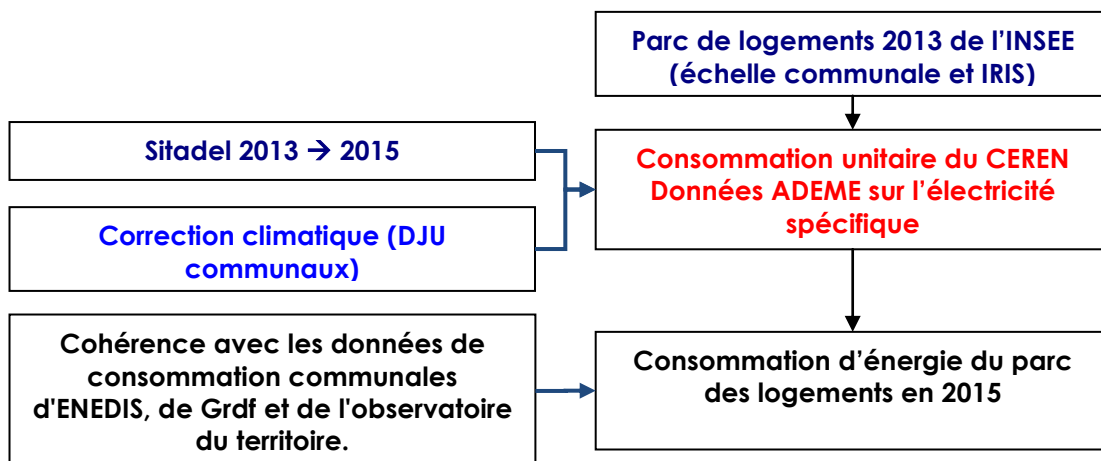 Parc de logements 2013 de l’INSEE
(échelle communale et IRIS)
Sitadel 2013 → 2015
Consommation unitaire du CEREN
Données ADEME sur l’électricité
spécifique
Correction climatique (DJU
communaux)
Cohérence avec les données de
consommation communales
d'ENEDIS, de Grdf et de l'observatoire
du territoire.
Consommation d’énergie du parc
des logements en 2015